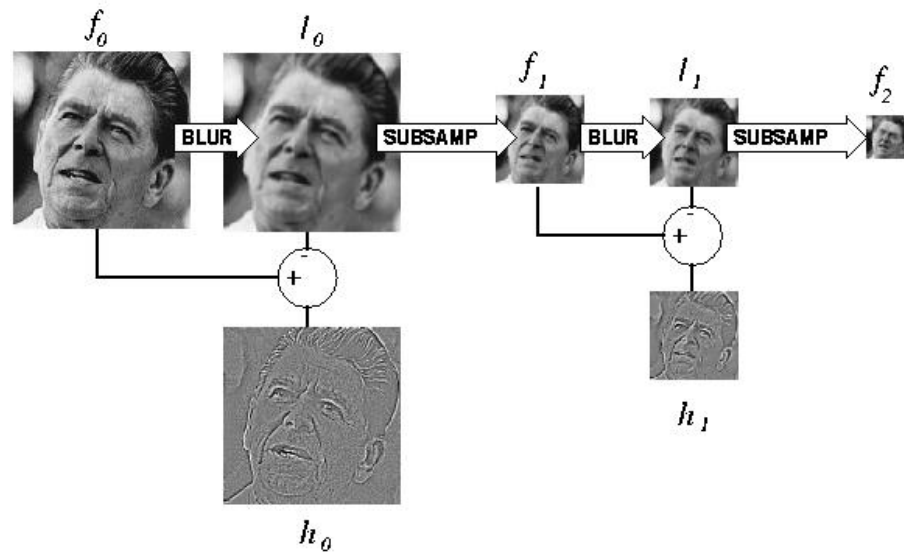 f0 l0
f1 l1
f2
BLUR SUBSAMP BLUR SUBSAMP
-
+
-
+
h1
h0